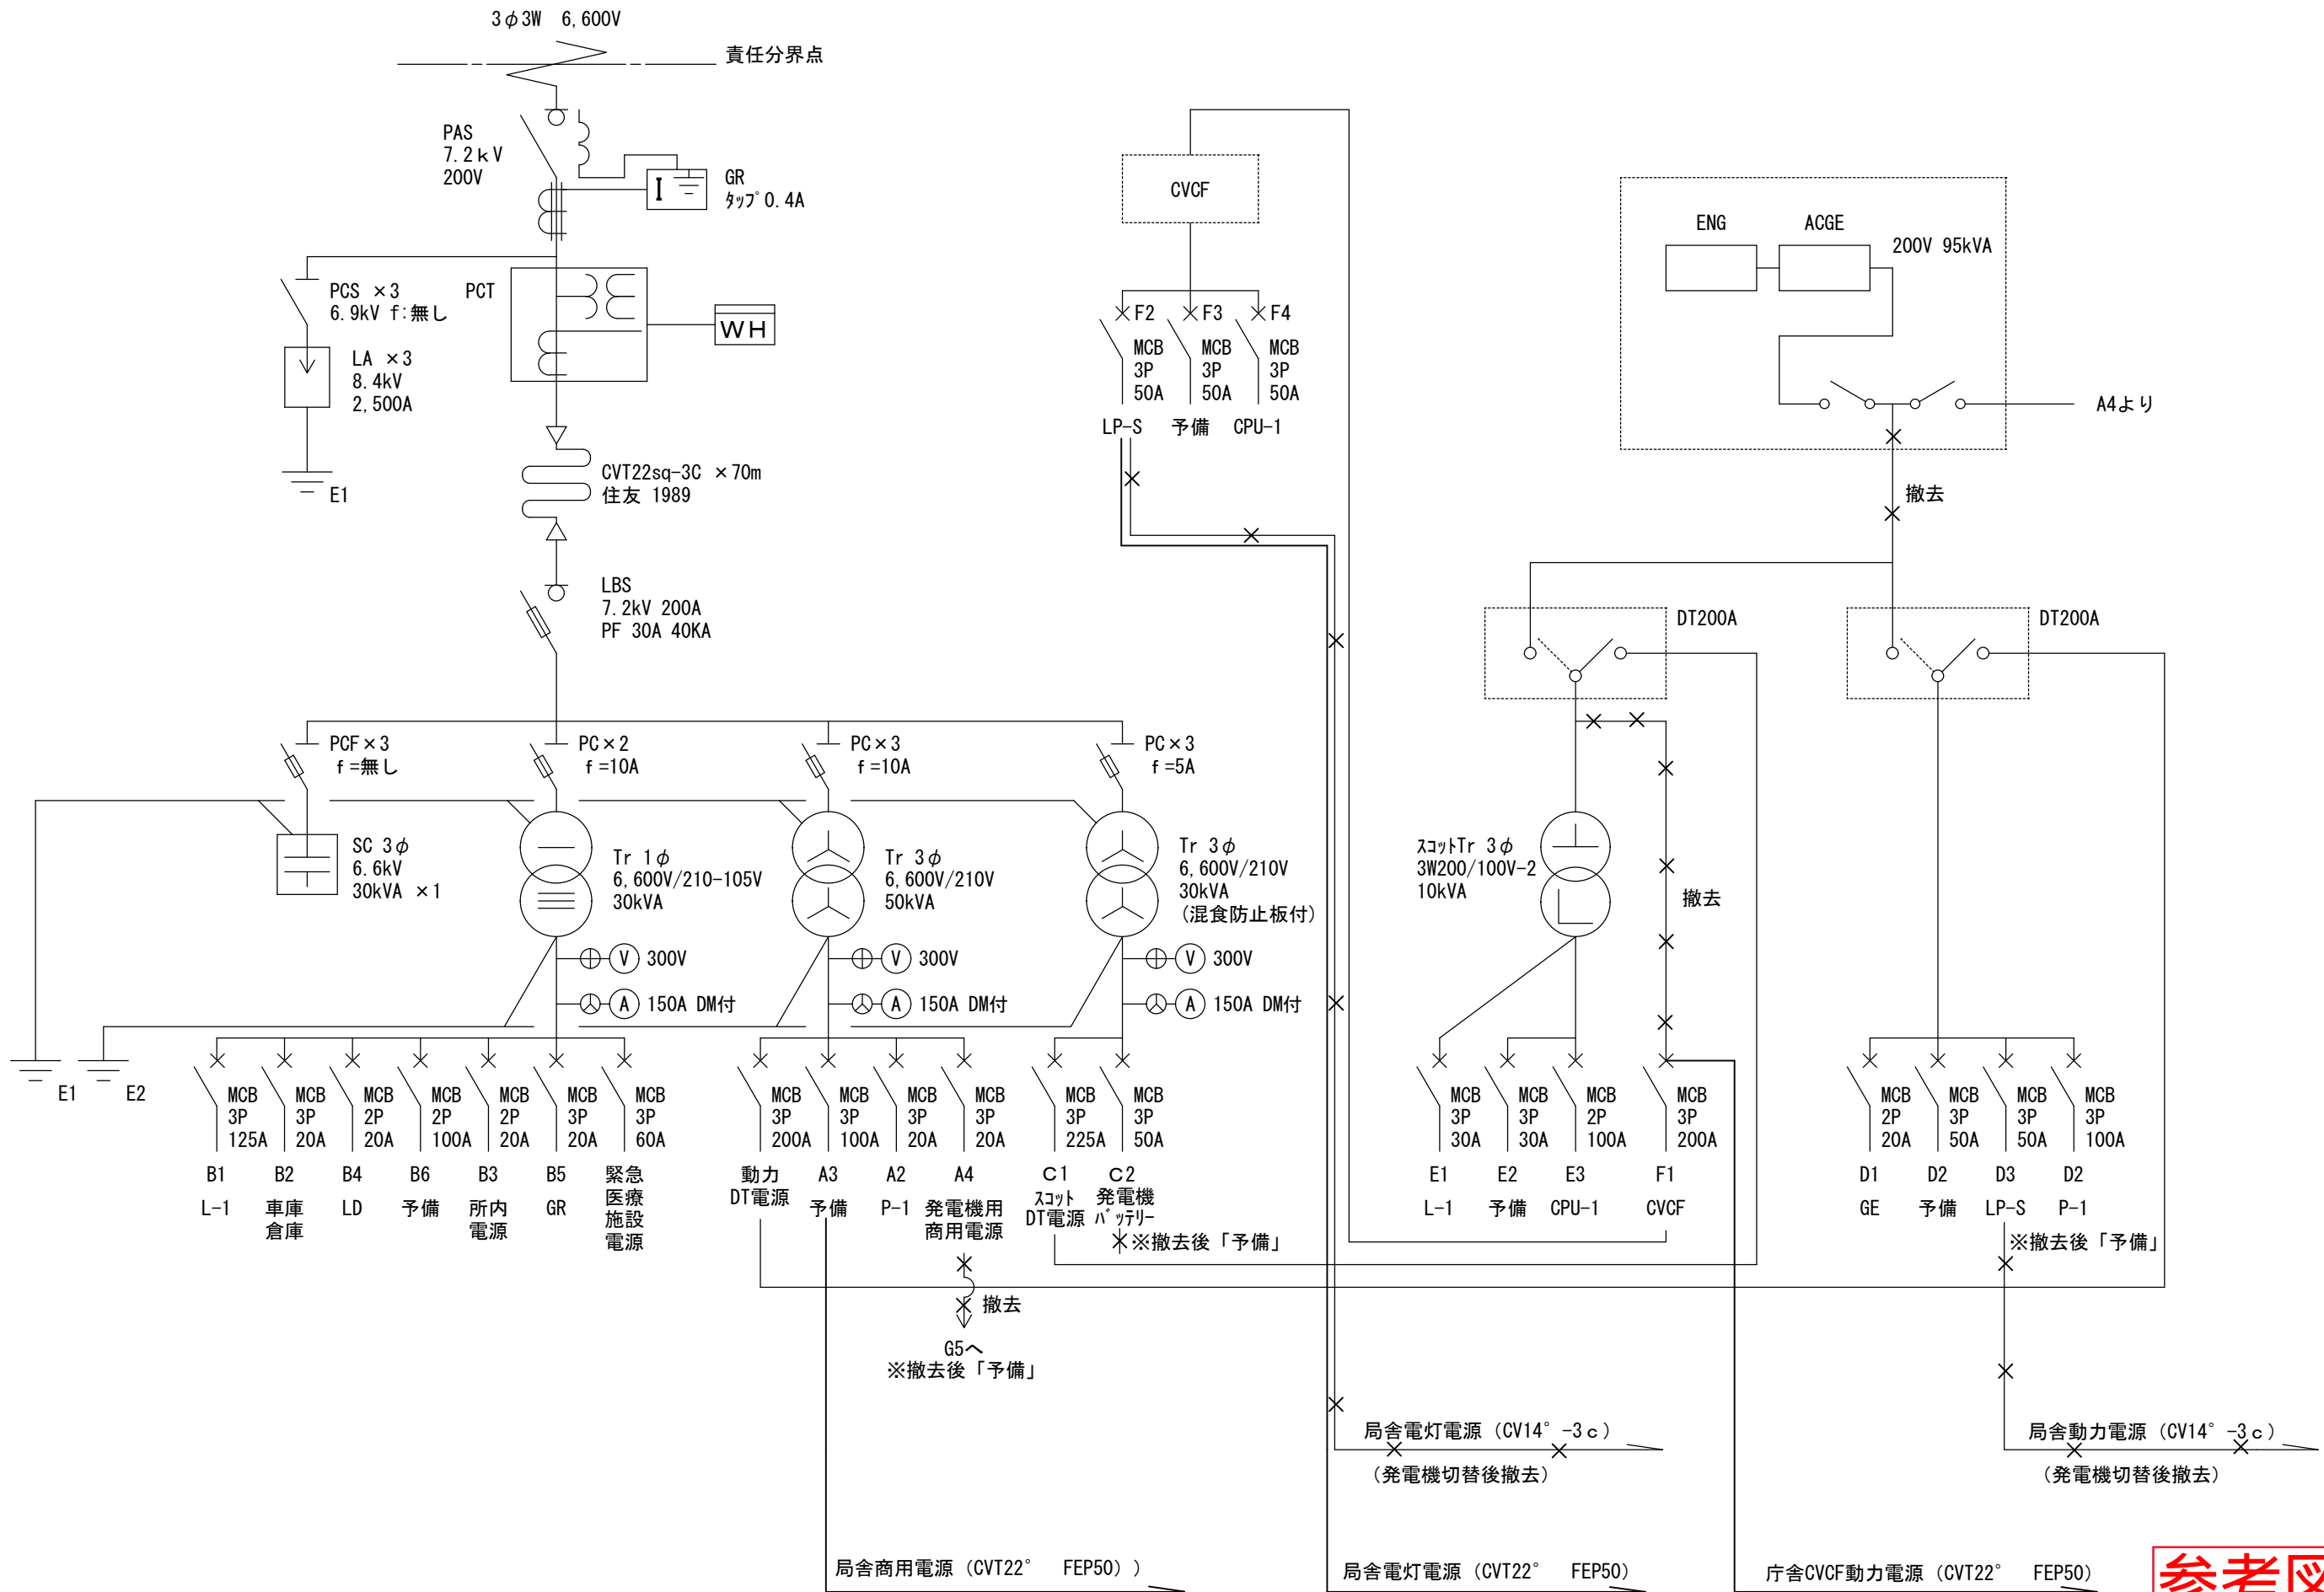 3φ3W 6,600V
責任分界点
PAS
7.2kV
200V
GR
タップ0.4A
PCS ×3
6.9kV f:無し
PCT
WH
LA ×3
8.4kV
2,500A
E1
CVT22sq-3C ×70m
住友 1989
LBS
7.2kV 200A
PF 30A 40KA
PCF×3
f=無し
PC×2
f=10A
PC×3
f=10A
PC×3
f=5A
SC 3φ
6.6kV
30kVA ×1
Tr 1φ
6,600V/210-105V
30kVA
Tr 3φ
6,600V/210V
50kVA
Tr 3φ
6,600V/210V
30kVA
(混食防止板付)
V 300V
A 150A DM付
V 300V
A 150A DM付
V 300V
A 150A DM付
E1
E2
MCB
3P
125A
B1
L-1
MCB
3P
20A
B2
車庫
倉庫
MCB
2P
20A
B4
LD
MCB
2P
100A
B6
予備
MCB
2P
20A
B3
所内
電源
MCB
3P
20A
B5
GR
MCB
3P
60A
緊急
医療
施設
電源
MCB
3P
200A
動力
DT電源
MCB
3P
100A
A3
予備
MCB
3P
20A
A2
P-1
MCB
3P
20A
A4
発電機用
商用電源
撤去
G5へ
※撤去後「予備」
MCB
3P
225A
C1
スコット
DT電源
MCB
3P
50A
C2
発電機
バッテリー
※撤去後「予備」
CVCF
F2
MCB
3P
50A
LP-S
F3
MCB
3P
50A
予備
F4
MCB
3P
50A
CPU-1
ENG
ACGE
200V 95kVA
A4より
撤去
DT200A
DT200A
スコットTr 3φ
3W200/100V-2
10kVA
撤去
MCB
3P
30A
E1
L-1
MCB
3P
30A
E2
予備
MCB
2P
100A
E3
CPU-1
MCB
3P
200A
F1
CVCF
MCB
2P
20A
D1
GE
MCB
3P
50A
D2
予備
MCB
3P
50A
D3
LP-S
MCB
3P
100A
D2
P-1
※撤去後「予備」
局舎電灯電源(CV14°-3c)
(発電機切替後撤去)
局舎動力電源(CV14°-3c)
(発電機切替後撤去)
局舎商用電源(CVT22° FEP50))
局舎電灯電源(CVT22° FEP50)
庁舎CVCF動力電源(CVT22° FEP50)
参考図